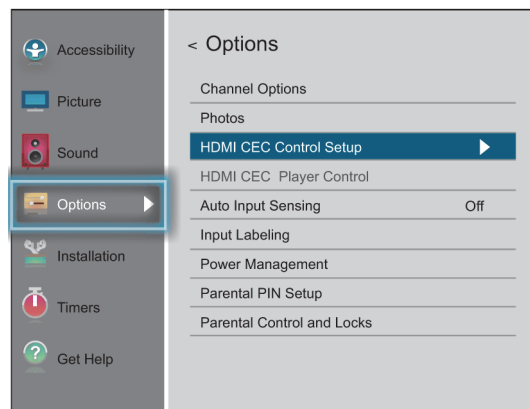 Accessibility
Picture
Sound
Options
Installation
Timers
Get Help
< Options
Channel Options
Photos
HDMI CEC Control Setup
HDMI CEC  Player Control
Auto Input Sensing Off
Input Labeling
Power Management
Parental PIN Setup
Parental Control and Locks